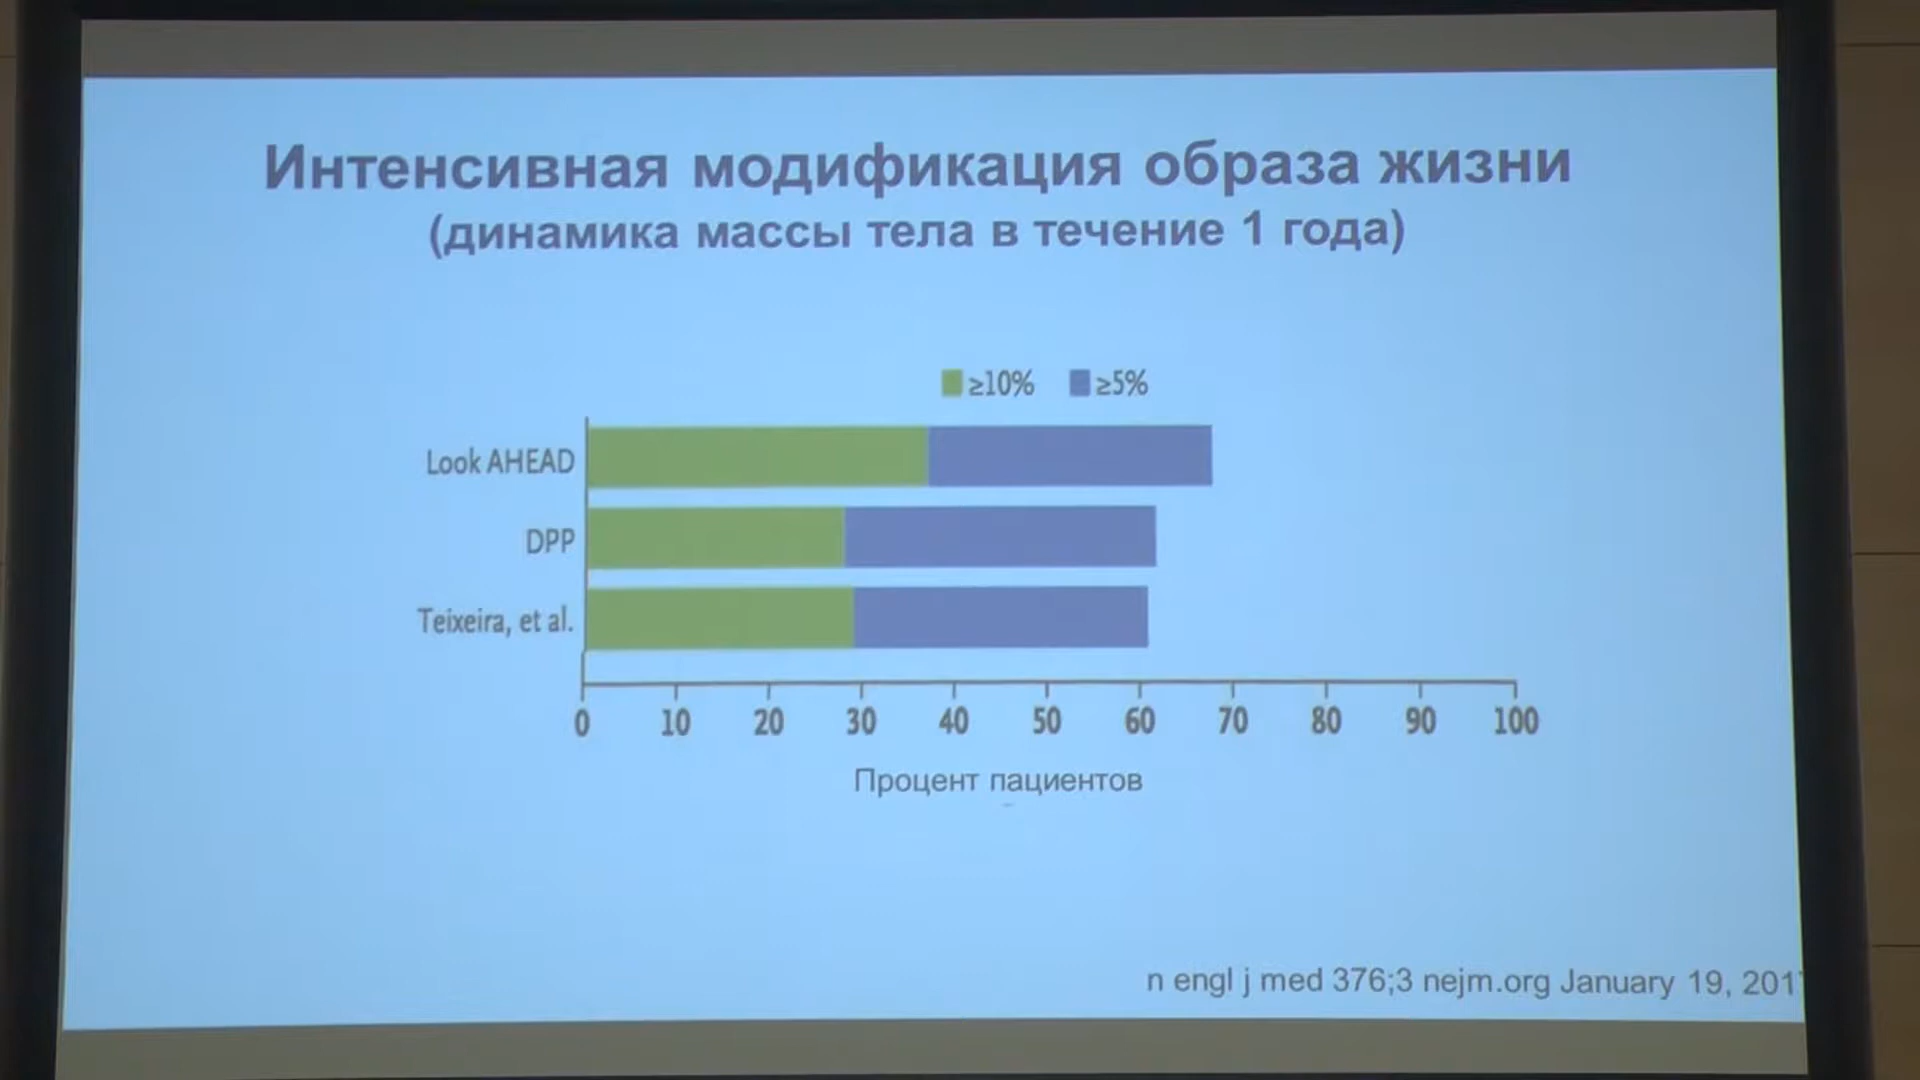 Интенсивная модификация образа жизни
(динамика массы тела в течение 1 года)
≥10% ≥5%
Look AHEAD
DPP
Teixeira, et al.
0 10 20 30 40 50 60 70 80 90 100
Процент пациентов
n engl j med 376;3 nejm.org January 19, 201